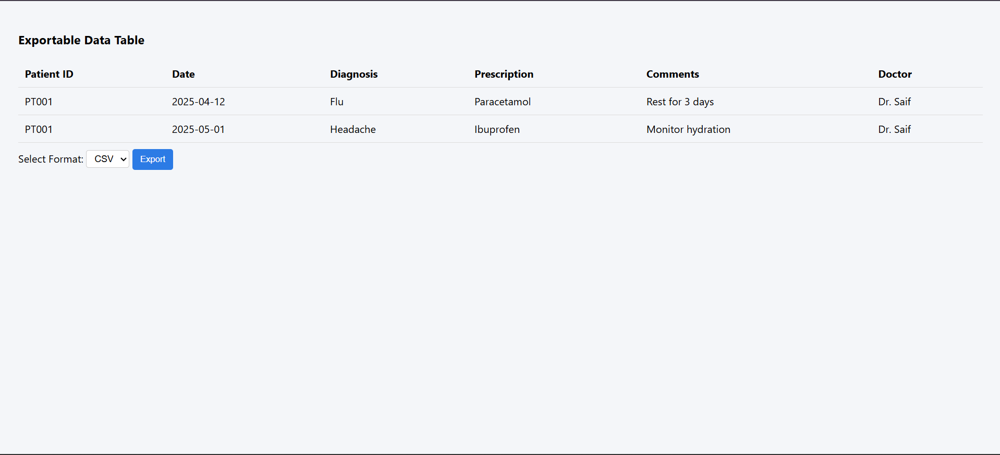 Exportable Data Table
Patient ID Date Diagnosis Prescription Comments Doctor
PT001 2025-04-12 Flu Paracetamol Rest for 3 days Dr. Saif
PT001 2025-05-01 Headache Ibuprofen Monitor hydration Dr. Saif
Select Format: CSV Export